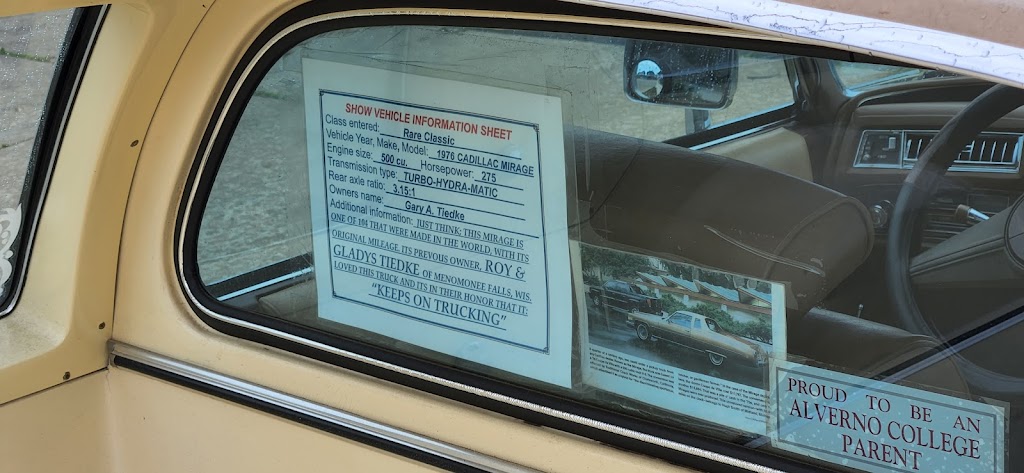 SHOW VEHICLE INFORMATION SHEET
Class entered: Rare Classic
Vehicle Year, Make, Model: 1976 CADILLAC MIRAGE
Engine size: 500 cu. Horsepower: 275
Transmission type: TURBO-HYDRA-MATIC
Rear axle ratio: 3.15:1
Owners name: Gary A. Tiedke
Additional information: JUST THINK: THIS MIRAGE IS
ONE OF 104 THAT WERE MADE IN THE WORLD, WITH ITS
ORIGINAL MILEAGE. ITS PREVOUS OWNER, ROY &
GLADYS TIEDKE OF MENOMONEE FALLS, WIS.
LOVED THIS TRUCK AND ITS IN THEIR HONOR THAT IT:
"KEEPS ON TRUCKING"
PROUD TO BE AN
ALVERNO COLLEGE
PARENT